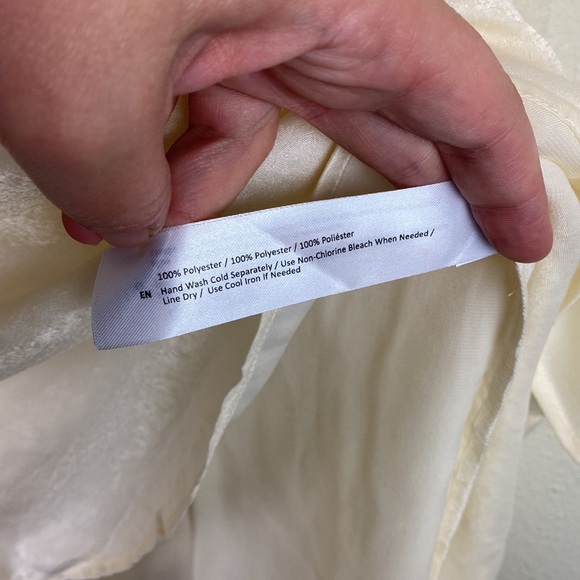 100% Polyester / 100% Polyester / 100% Poliéster
EN Hand Wash Cold Separately / Use Non-Chlorine Bleach When Needed /
Line Dry / Use Cool Iron If Needed